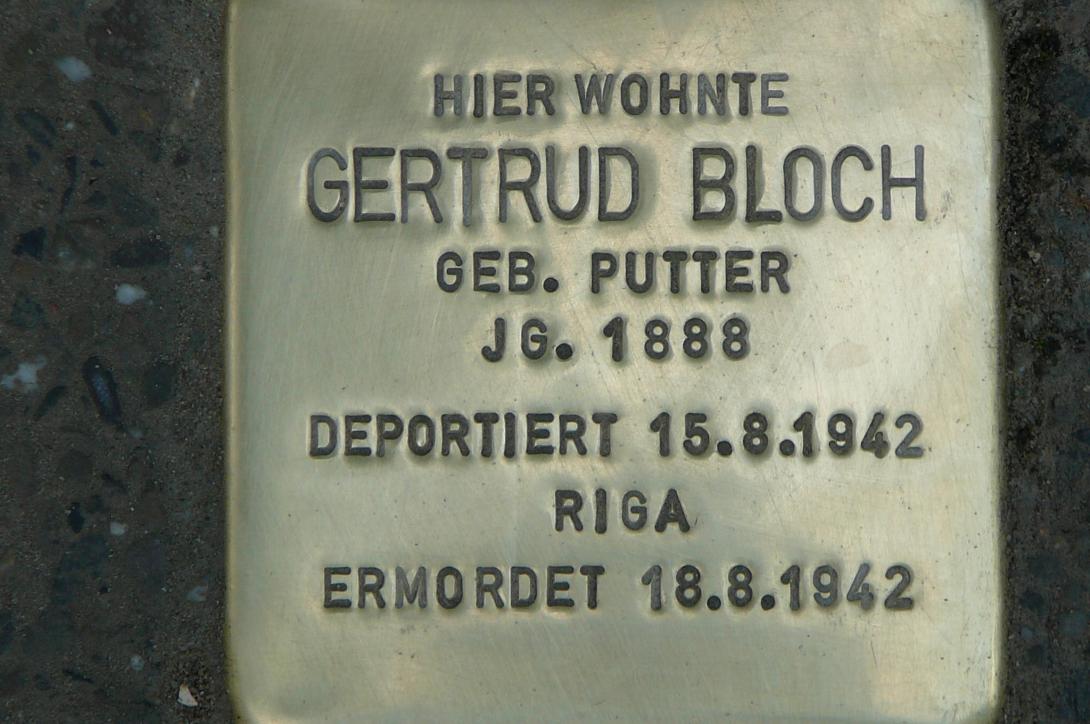 HIER WOHNTE
GERTRUD BLOCH
GEB. PUTTER
JG. 1888
DEPORTIERT 15.8.1942
RIGA
ERMORDET 18.8.1942